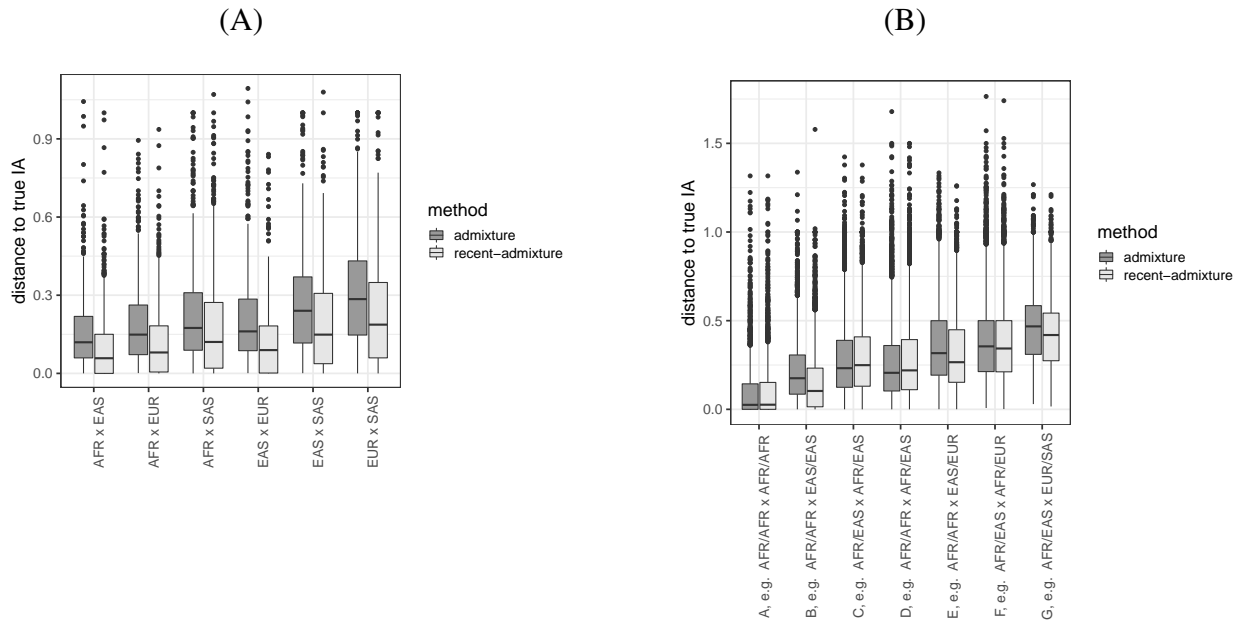 (A)
distance to true IA
0.9
0.6
0.3
0.0
AFR x EAS
AFR x EUR
AFR x SAS
EAS x EUR
EAS x SAS
EUR x SAS
method
admixture
recent-admixture
(B)
distance to true IA
1.5
1.0
0.5
0.0
A, e.g. AFR/AFR x AFR/AFR
B, e.g. AFR/AFR x EAS/EAS
C, e.g. AFR/EAS x AFR/EAS
D, e.g. AFR/AFR x AFR/EAS
E, e.g. AFR/AFR x EAS/EUR
F, e.g. AFR/EAS x AFR/EUR
G, e.g. AFR/EAS x EUR/SAS
method
admixture
recent-admixture